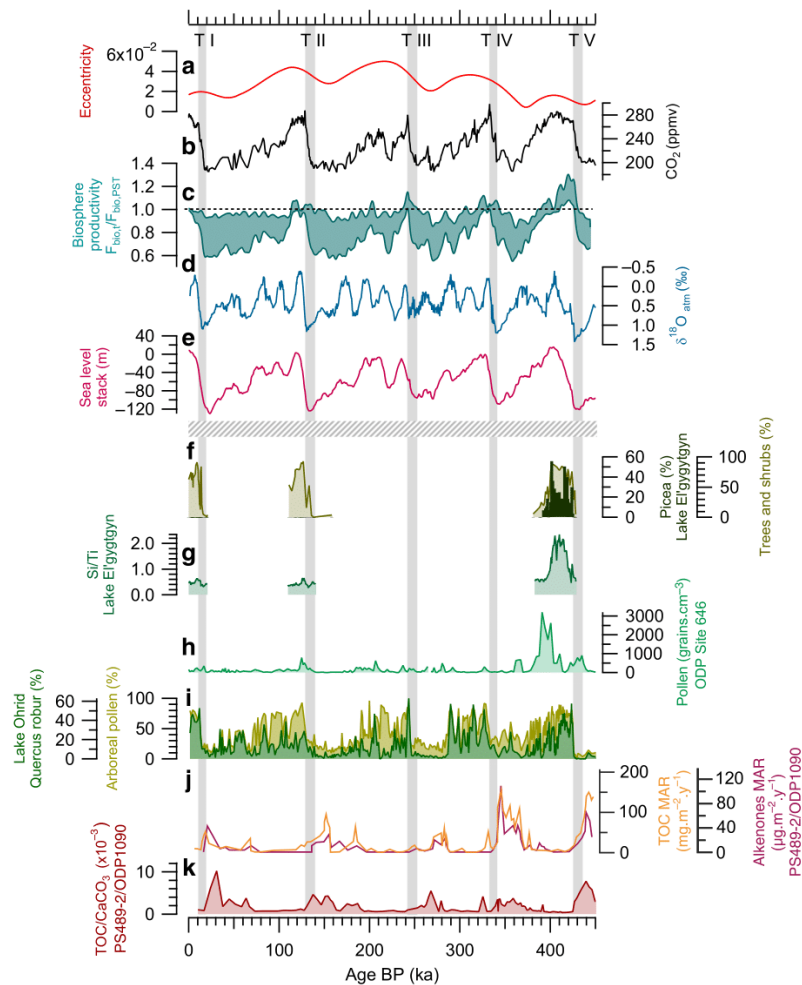 T I T II T III T IV T V
6x10⁻²
4
2
0
Eccentricity
a
280
240
200
CO₂ (ppmv)
b
1.4
1.2
1.0
0.8
0.6
Biosphere
productivity
F_bio,t/F_bio,PST
c
−0.5
0.0
0.5
1.0
1.5
δ¹⁸O atm (‰)
d
40
0
−40
−80
−120
Sea level
stack (m)
e
f
60
40
20
0
Picea (%)
Lake El'gygytgyn
100
50
0
Trees and shrubs (%)
2.0
1.0
0.0
Si/Ti
Lake El'gygtgyn
g
h
3000
2000
1000
0
Pollen (grains.cm⁻³)
ODP Site 646
Lake Ohrid
Quercus robur (%)
60
40
20
0
Arboreal pollen (%)
100
50
0
i
j
200
100
0
TOC MAR
(mg.m⁻².y⁻¹)
120
80
40
0
Alkenones MAR
(µg.m⁻².y⁻¹)
PS489-2/ODP1090
TOC/CaCO₃ (x10⁻³)
PS489-2/ODP1090
10
0
k
0 100 200 300 400
Age BP (ka)